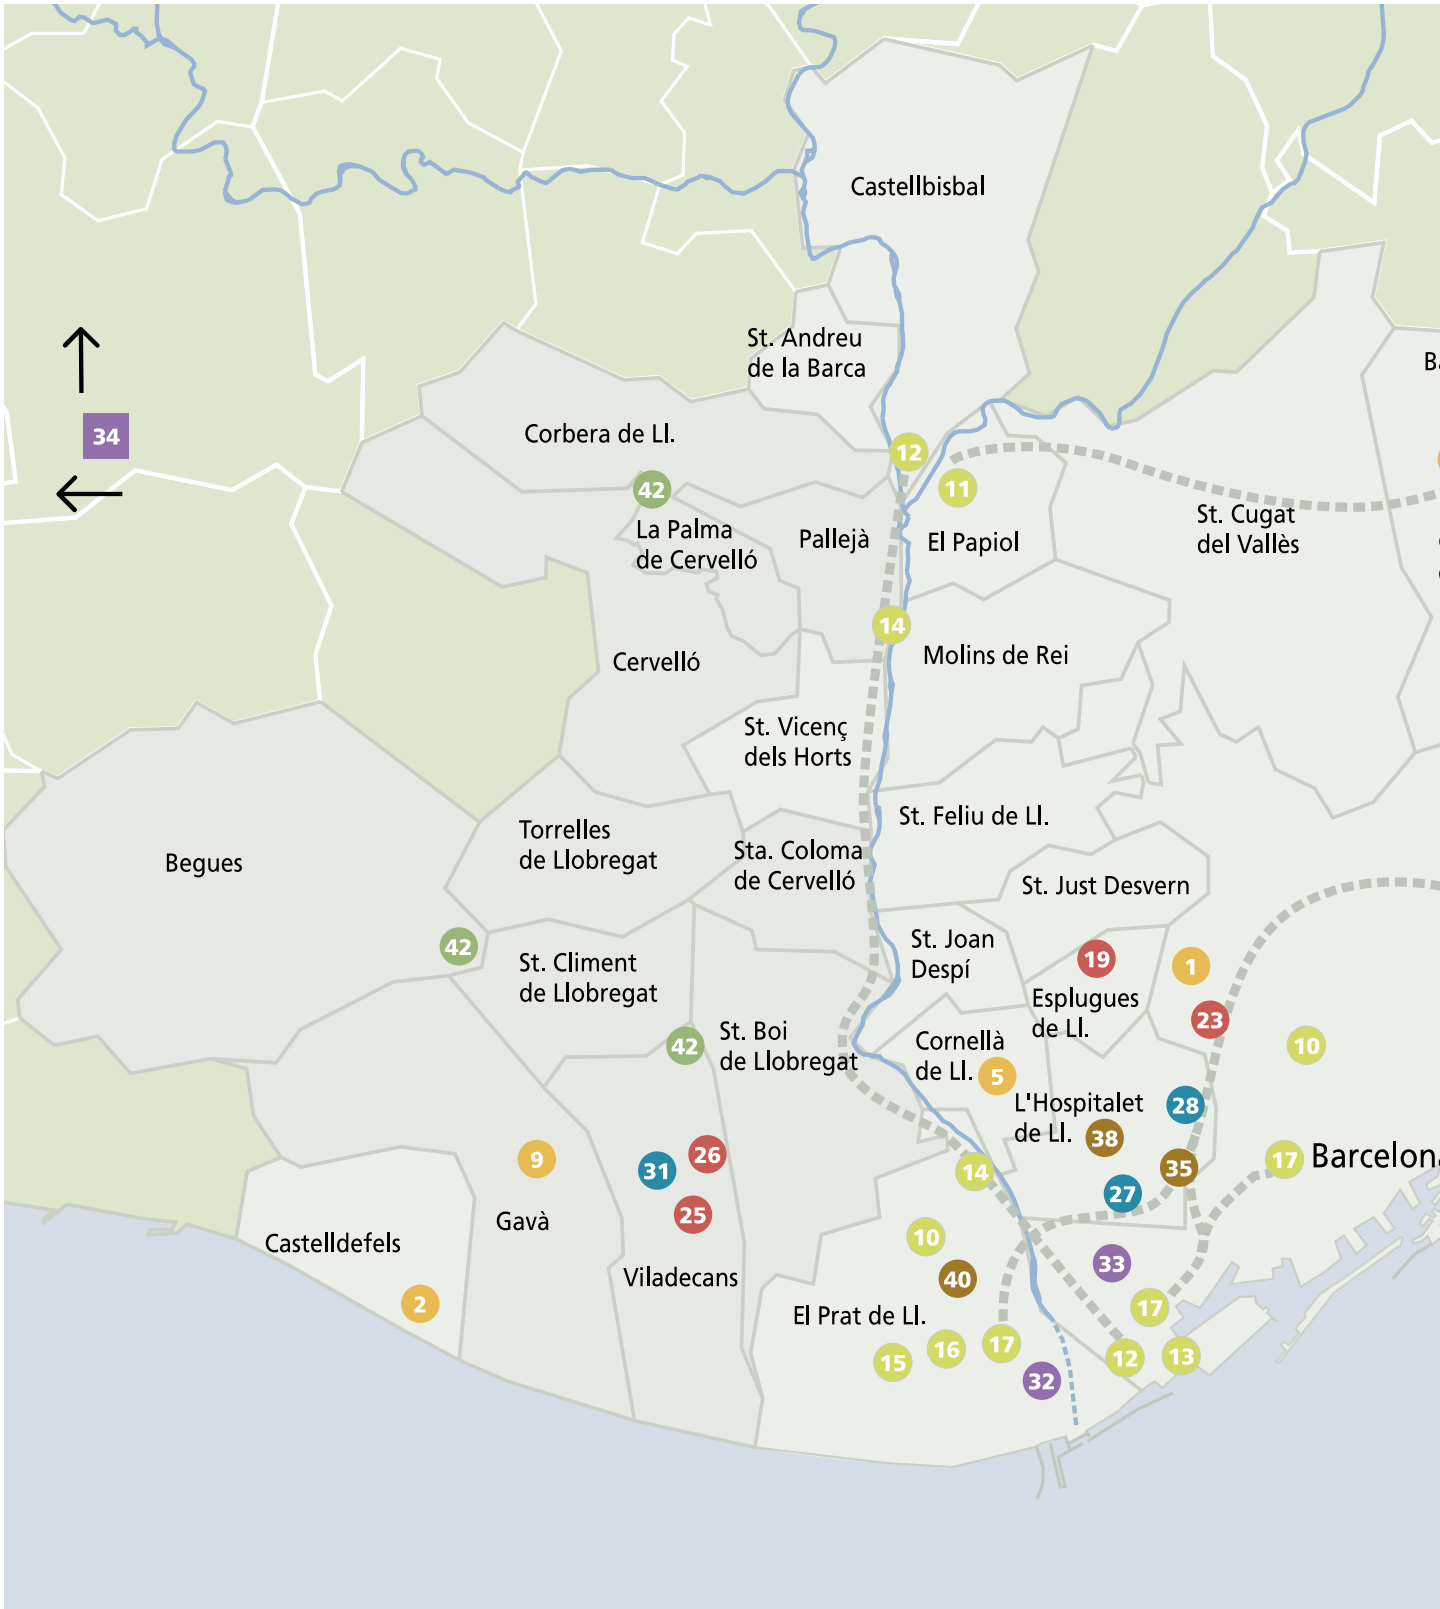 Castellbisbal
St. Andreu
de la Barca
Ba
34
Corbera de Ll.
12
42
11
La Palma
de Cervelló
Pallejà
El Papiol
St. Cugat
del Vallès
14
Cervelló
Molins de Rei
St. Vicenç
dels Horts
St. Feliu de Ll.
Torrelles
de Llobregat
Begues
Sta. Coloma
de Cervelló
St. Just Desvern
42
St. Climent
de Llobregat
St. Joan
Despí
19
1
Esplugues
de Ll.
23
42
St. Boi
de Llobregat
Cornellà
de Ll.
5
10
L'Hospitalet
de Ll.
28
38
9
31
26
14
35
17
Barcelona
27
25
Gavà
10
Castelldefels
33
Viladecans
40
2
El Prat de Ll.
17
15
16
17
12
13
32